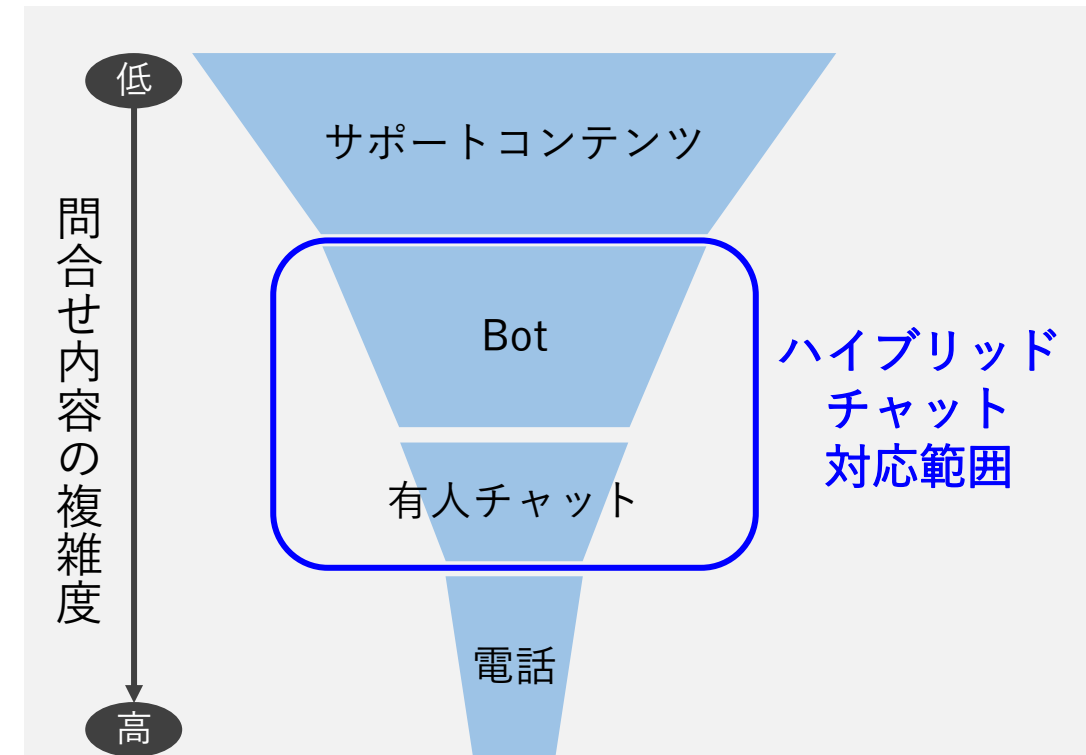 低
問合せ内容の複雑度
高
サポートコンテンツ
Bot
有人チャット
電話
ハイブリッド
チャット
対応範囲